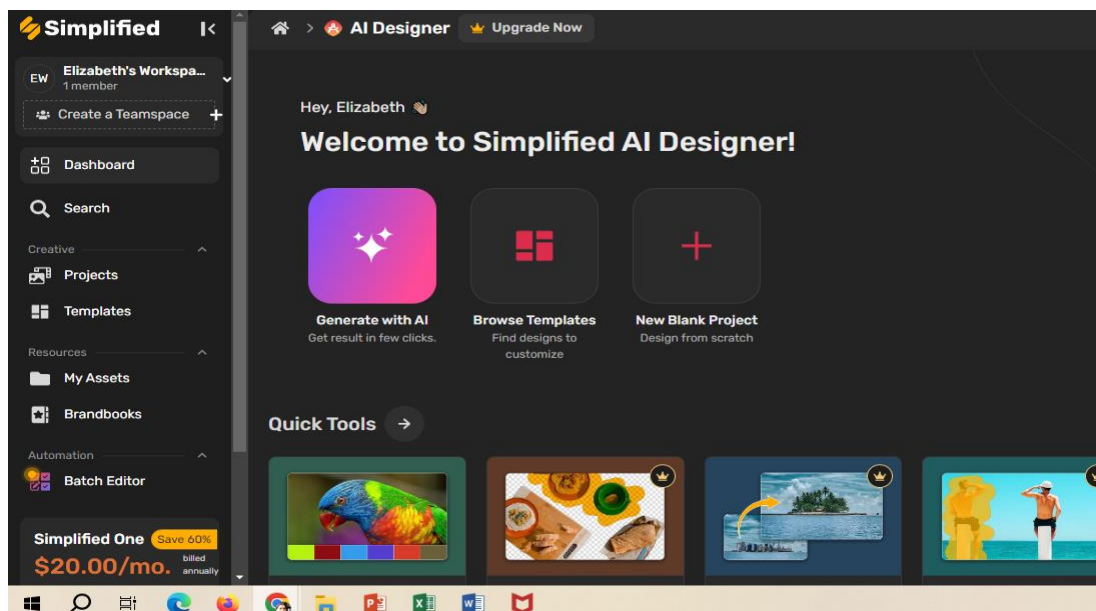 Simplified
AI Designer
Upgrade Now
EW
Elizabeth's Workspa...
1 member
Create a Teamspace
Dashboard
Search
Creative
Projects
Templates
Resources
My Assets
Brandbooks
Automation
Batch Editor
Simplified One
Save 60%
$20.00/mo.
billed
annually
Hey, Elizabeth
Welcome to Simplified AI Designer!
Generate with AI
Get result in few clicks.
Browse Templates
Find designs to
customize
New Blank Project
Design from scratch
Quick Tools